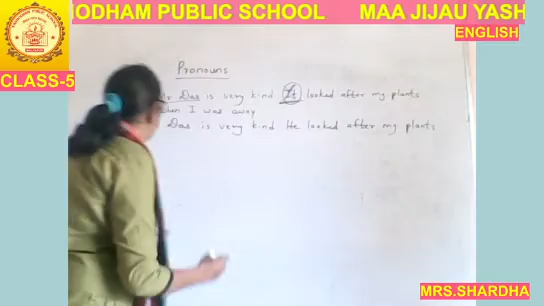 ODHAM PUBLIC SCHOOL MAA JIJAU YASH
ENGLISH
CLASS-5
Pronouns
Mr Das is very kind It looked after my plants
when I was away
Das is very kind He looked after my plants
MRS.SHARDHA